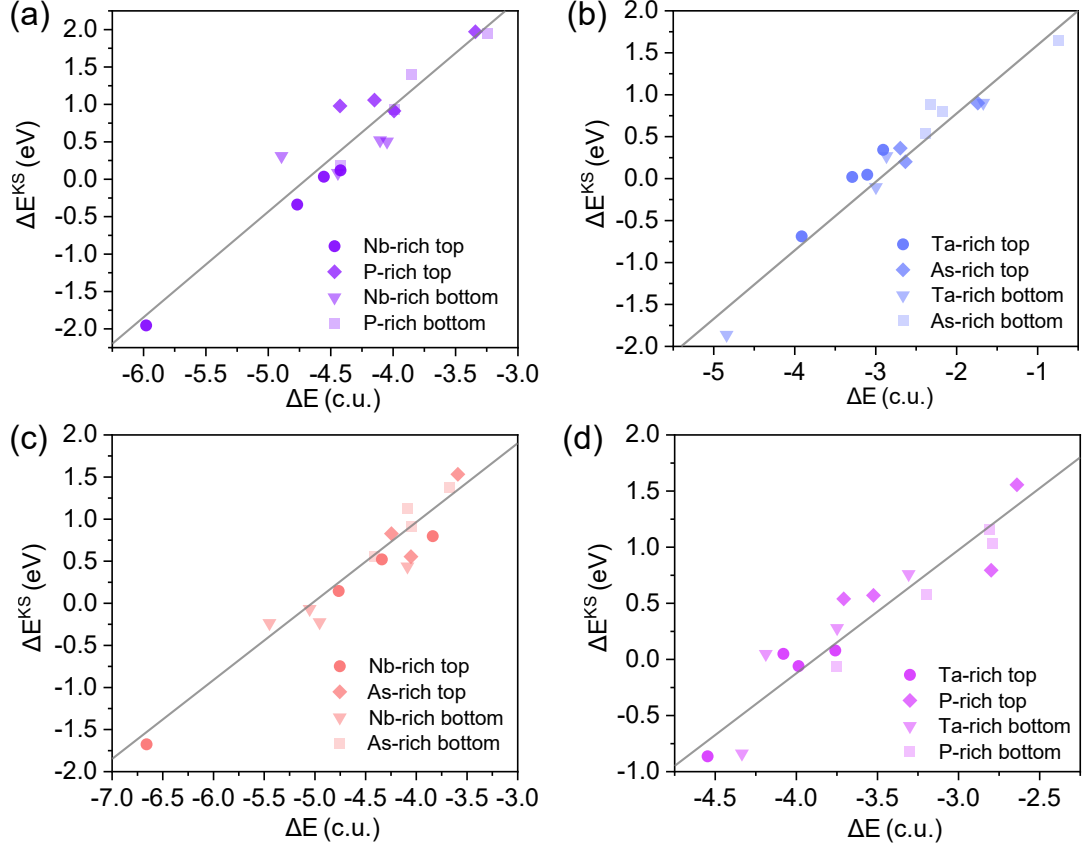 (a)
2.0
1.5
1.0
0.5
0.0
-0.5
-1.0
-1.5
-2.0
ΔE^KS (eV)
Nb-rich top
P-rich top
Nb-rich bottom
P-rich bottom
-6.0 -5.5 -5.0 -4.5 -4.0 -3.5 -3.0
ΔE (c.u.)
(b)
2.0
1.5
1.0
0.5
0.0
-0.5
-1.0
-1.5
-2.0
ΔE^KS (eV)
Ta-rich top
As-rich top
Ta-rich bottom
As-rich bottom
-5 -4 -3 -2 -1
ΔE (c.u.)
(c)
2.0
1.5
1.0
0.5
0.0
-0.5
-1.0
-1.5
-2.0
ΔE^KS (eV)
Nb-rich top
As-rich top
Nb-rich bottom
As-rich bottom
-7.0 -6.5 -6.0 -5.5 -5.0 -4.5 -4.0 -3.5 -3.0
ΔE (c.u.)
(d)
2.0
1.5
1.0
0.5
0.0
-0.5
-1.0
ΔE^KS (eV)
Ta-rich top
P-rich top
Ta-rich bottom
P-rich bottom
-4.5 -4.0 -3.5 -3.0 -2.5
ΔE (c.u.)